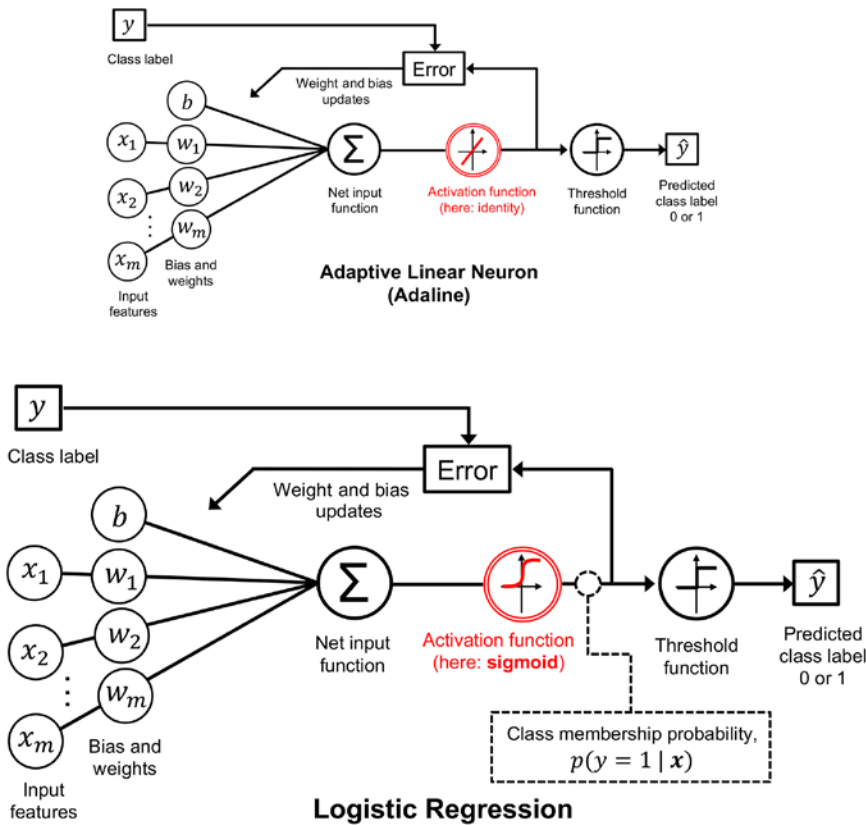 y
Class label
Error
Weight and bias
updates
b
x₁
w₁
x₂
w₂
⋮
wₘ
xₘ
Σ
ŷ
Net input
function
Activation function
(here: identity)
Threshold
function
Predicted
class label
0 or 1
Bias and
weights
Input
features
Adaptive Linear Neuron
(Adaline)
y
Class label
Error
Weight and bias
updates
b
x₁
w₁
x₂
w₂
⋮
wₘ
xₘ
Σ
ŷ
Net input
function
Activation function
(here: sigmoid)
Threshold
function
Predicted
class label
0 or 1
Class membership probability,
p(y = 1 | x)
Bias and
weights
Input
features
Logistic Regression